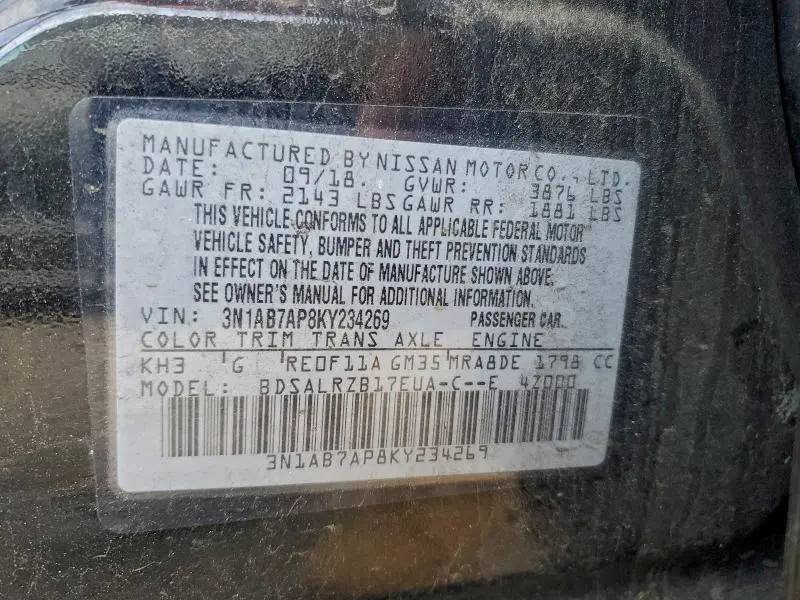 MANUFACTURED BY NISSAN MOTOR CO., LTD.
DATE: 09/18. GVWR: 3876 LBS
GAWR FR: 2143 LBS GAWR RR: 1881 LBS
THIS VEHICLE CONFORMS TO ALL APPLICABLE FEDERAL MOTOR
VEHICLE SAFETY, BUMPER AND THEFT PREVENTION STANDARDS
IN EFFECT ON THE DATE OF MANUFACTURE SHOWN ABOVE.
SEE OWNER'S MANUAL FOR ADDITIONAL INFORMATION.
VIN: 3N1AB7AP8KY234269 PASSENGER CAR
COLOR TRIM TRANS AXLE ENGINE
KH3 G RE0F11A GM35 MRA8DE 1798 CC
MODEL: BDSALRZB17EUA-C--E 4Z000
3N1AB7AP8KY234269